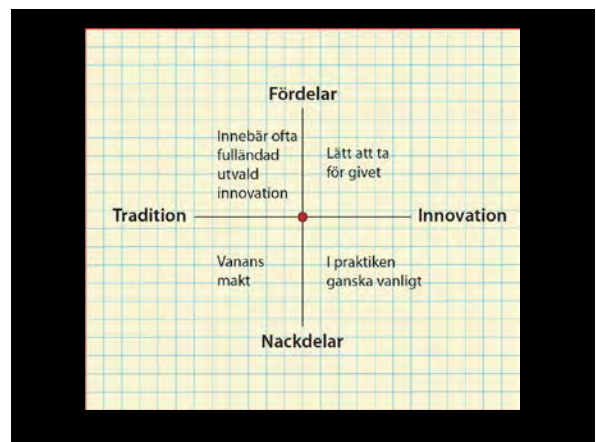 Fördelar
Innebär ofta
fulländad
utvald
innovation
Lätt att ta
för givet
Tradition
Innovation
Vanans
makt
I praktiken
ganska vanligt
Nackdelar